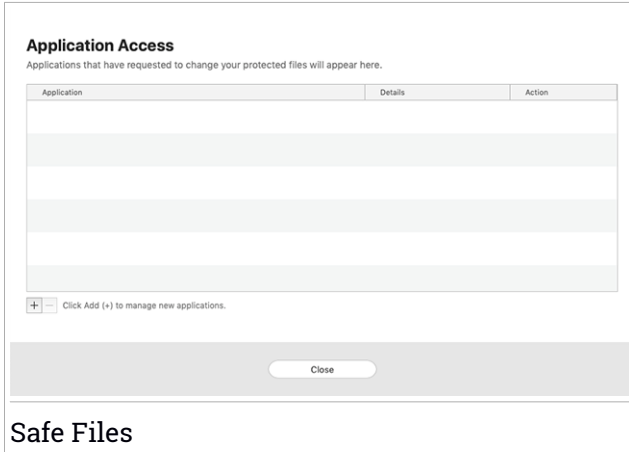 Application Access
Applications that have requested to change your protected files will appear here.
Application Details Action
+ − Click Add (+) to manage new applications.
Close
Safe Files